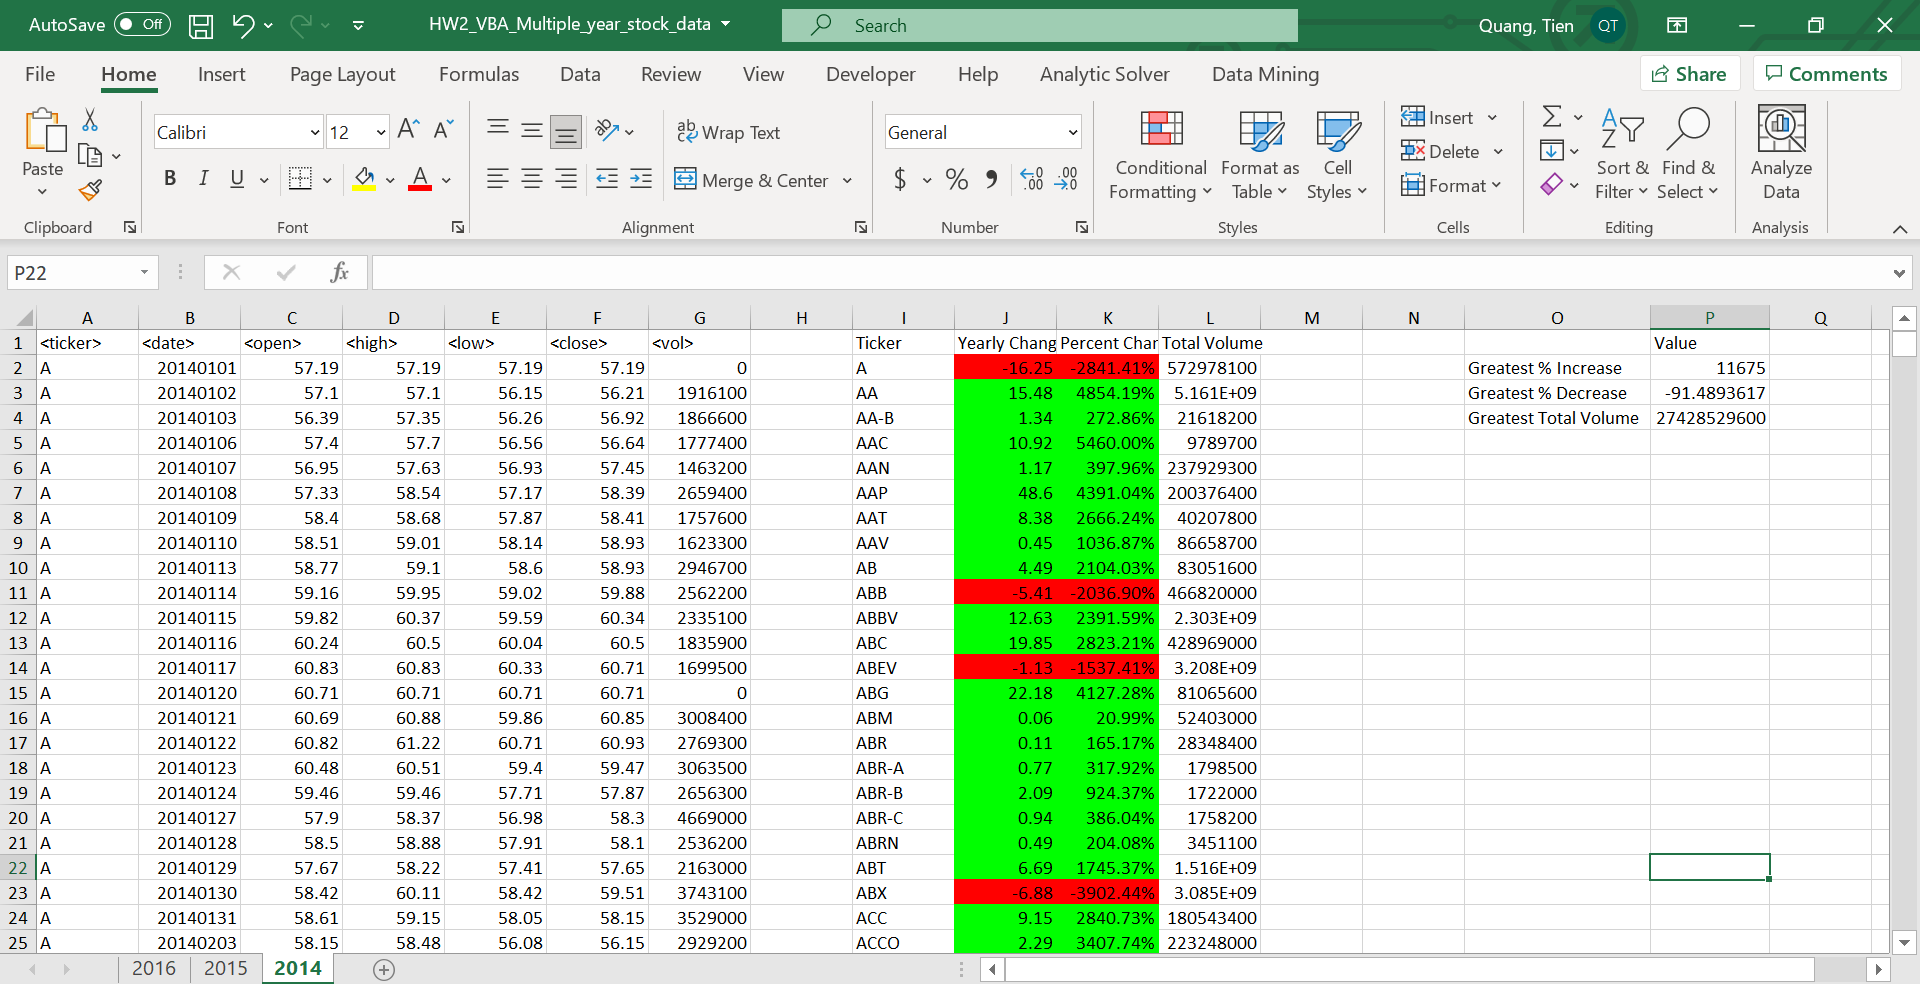 AutoSave Off HW2_VBA_Multiple_year_stock_data Search Quang, Tien QT
File Home Insert Page Layout Formulas Data Review View Developer Help Analytic Solver Data Mining Share Comments
Calibri 12 Wrap Text General Insert
Paste Delete
B I U A Merge & Center $ % Format
Conditional Formatting Format as Table Cell Styles Sort & Filter Find & Select Analyze Data
Clipboard Font Alignment Number Styles Cells Editing Analysis
P22 fx
A B C D E F G H I J K L M N O P Q
1 <ticker> <date> <open> <high> <low> <close> <vol> Ticker Yearly Chang Percent Char Total Volume Value
2 A 20140101 57.19 57.19 57.19 57.19 0 A -16.25 -2841.41% 572978100 Greatest % Increase 11675
3 A 20140102 57.1 57.1 56.15 56.21 1916100 AA 15.48 4854.19% 5.161E+09 Greatest % Decrease -91.4893617
4 A 20140103 56.39 57.35 56.26 56.92 1866600 AA-B 1.34 272.86% 21618200 Greatest Total Volume 27428529600
5 A 20140106 57.4 57.7 56.56 56.64 1777400 AAC 10.92 5460.00% 9789700
6 A 20140107 56.95 57.63 56.93 57.45 1463200 AAN 1.17 397.96% 237929300
7 A 20140108 57.33 58.54 57.17 58.39 2659400 AAP 48.6 4391.04% 200376400
8 A 20140109 58.4 58.68 57.87 58.41 1757600 AAT 8.38 2666.24% 40207800
9 A 20140110 58.51 59.01 58.14 58.93 1623300 AAV 0.45 1036.87% 86658700
10 A 20140113 58.77 59.1 58.6 58.93 2946700 AB 4.49 2104.03% 83051600
11 A 20140114 59.16 59.95 59.02 59.88 2562200 ABB -5.41 -2036.90% 466820000
12 A 20140115 59.82 60.37 59.59 60.34 2335100 ABBV 12.63 2391.59% 2.303E+09
13 A 20140116 60.24 60.5 60.04 60.5 1835900 ABC 19.85 2823.21% 428969000
14 A 20140117 60.83 60.83 60.33 60.71 1699500 ABEV -1.13 -1537.41% 3.208E+09
15 A 20140120 60.71 60.71 60.71 60.71 0 ABG 22.18 4127.28% 81065600
16 A 20140121 60.69 60.88 59.86 60.85 3008400 ABM 0.06 20.99% 52403000
17 A 20140122 60.82 61.22 60.71 60.93 2769300 ABR 0.11 165.17% 28348400
18 A 20140123 60.48 60.51 59.4 59.47 3063500 ABR-A 0.77 317.92% 1798500
19 A 20140124 59.46 59.46 57.71 57.87 2656300 ABR-B 2.09 924.37% 1722000
20 A 20140127 57.9 58.37 56.98 58.3 4669000 ABR-C 0.94 386.04% 1758200
21 A 20140128 58.5 58.88 57.91 58.1 2536200 ABRN 0.49 204.08% 3451100
22 A 20140129 57.67 58.22 57.41 57.65 2163000 ABT 6.69 1745.37% 1.516E+09
23 A 20140130 58.42 60.11 58.42 59.51 3743100 ABX -6.88 -3902.44% 3.085E+09
24 A 20140131 58.61 59.15 58.05 58.15 3529000 ACC 9.15 2840.73% 180543400
25 A 20140203 58.15 58.48 56.08 56.15 2929200 ACCO 2.29 3407.74% 223248000
2016 2015 2014